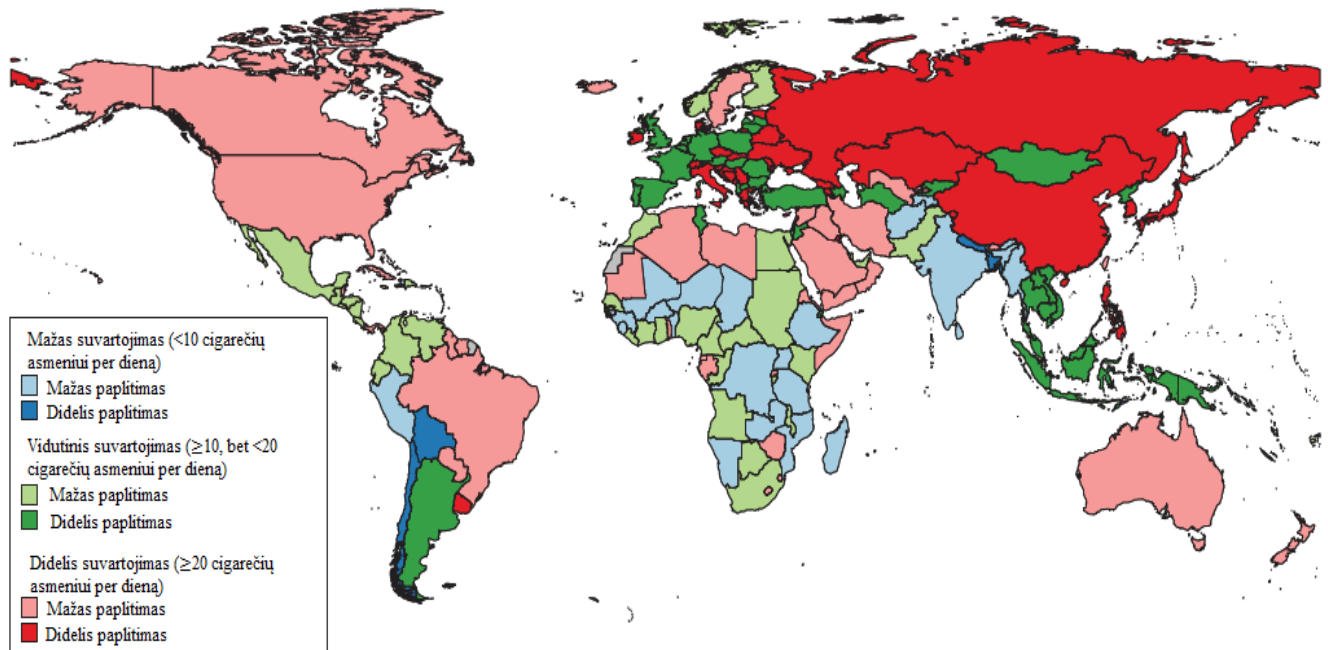 Mažas suvartojimas (<10 cigarečių
asmeniui per dieną)
Mažas paplitimas
Didelis paplitimas
Vidutinis suvartojimas (≥10, bet <20
cigarečių asmeniui per dieną)
Mažas paplitimas
Didelis paplitimas
Didelis suvartojimas (≥20 cigarečių
asmeniui per dieną)
Mažas paplitimas
Didelis paplitimas